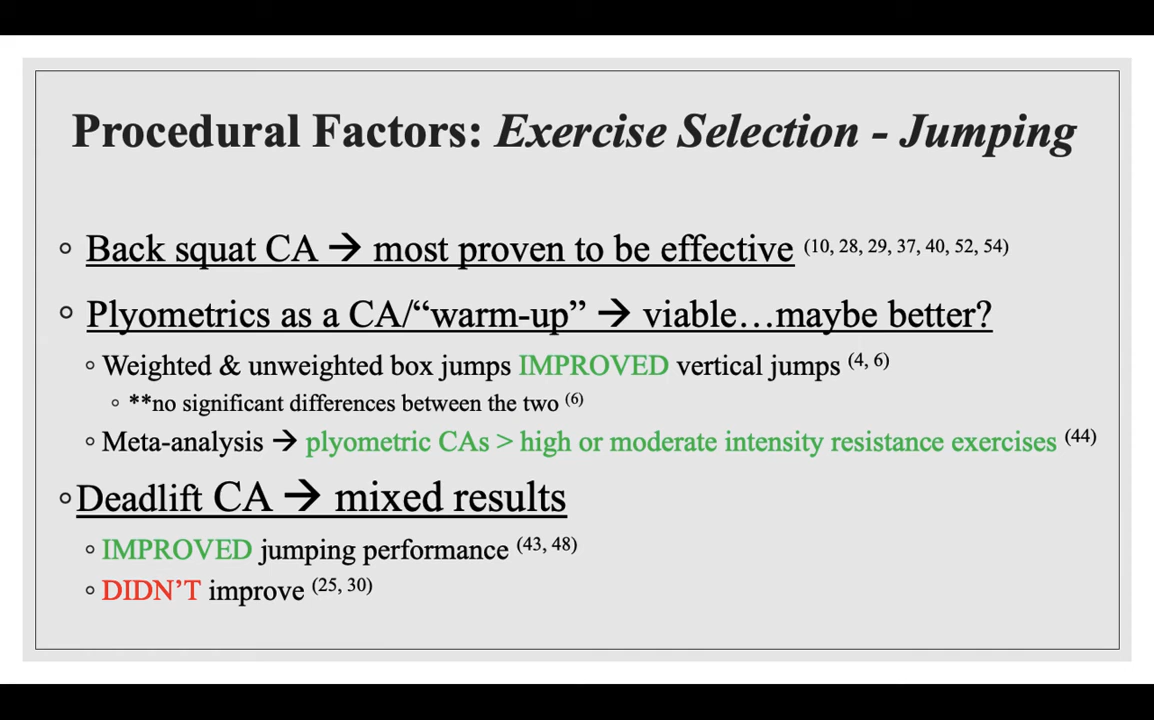 Procedural Factors: Exercise Selection - Jumping
◦ Back squat CA → most proven to be effective (10, 28, 29, 37, 40, 52, 54)
◦ Plyometrics as a CA/“warm-up” → viable…maybe better?
◦ Weighted & unweighted box jumps IMPROVED vertical jumps (4, 6)
◦ **no significant differences between the two (6)
◦ Meta-analysis → plyometric CAs > high or moderate intensity resistance exercises (44)
◦Deadlift CA → mixed results
◦ IMPROVED jumping performance (43, 48)
◦ DIDN’T improve (25, 30)